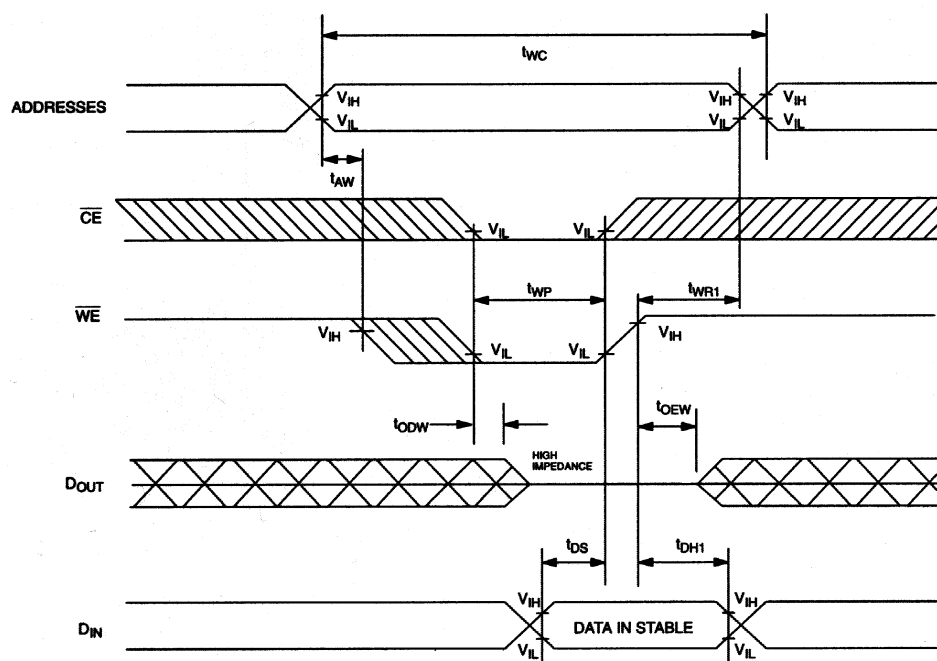 tWC
ADDRESSES
VIH VIH VIH
VIL VIL VIL
tAW
CE
VIL VIL
tWP tWR1
WE
VIH VIH
VIL VIL
tODW tOEW
HIGH
IMPEDANCE
DOUT
tDS tDH1
VIH VIH
DIN DATA IN STABLE
VIL VIL